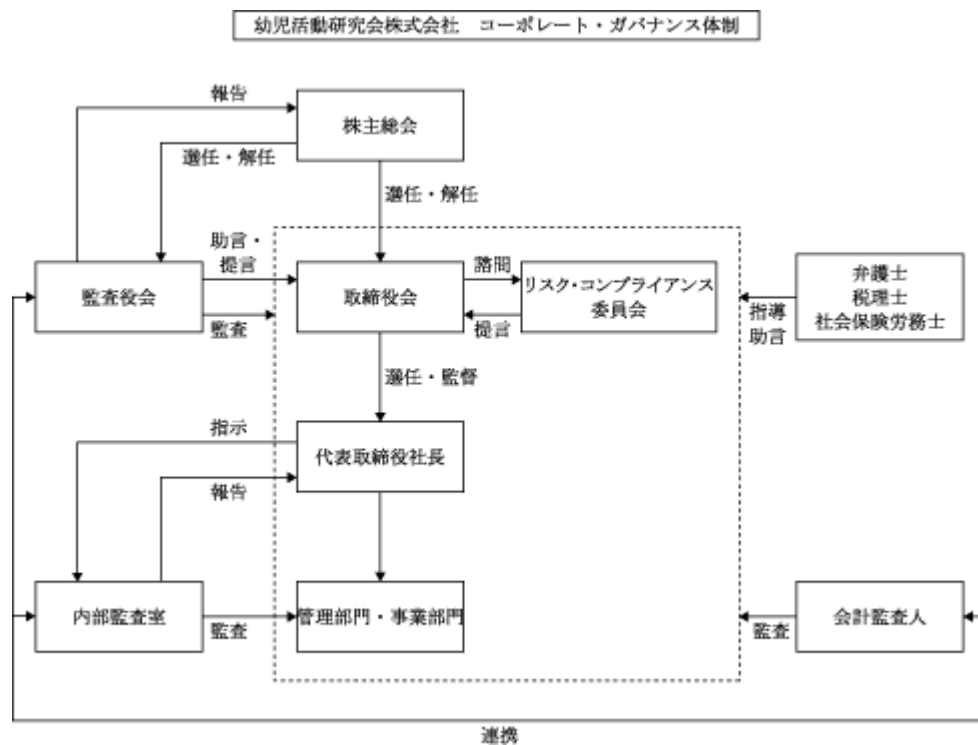 幼児活動研究会株式会社　コーポレート・ガバナンス体制
報告
株主総会
選任・解任
選任・解任
助言・
提言
監査役会
監査
取締役会
諮問
提言
リスク・コンプライアンス
委員会
指導
助言
弁護士
税理士
社会保険労務士
選任・監督
指示
代表取締役社長
報告
内部監査室
監査
管理部門・事業部門
監査
会計監査人
連携